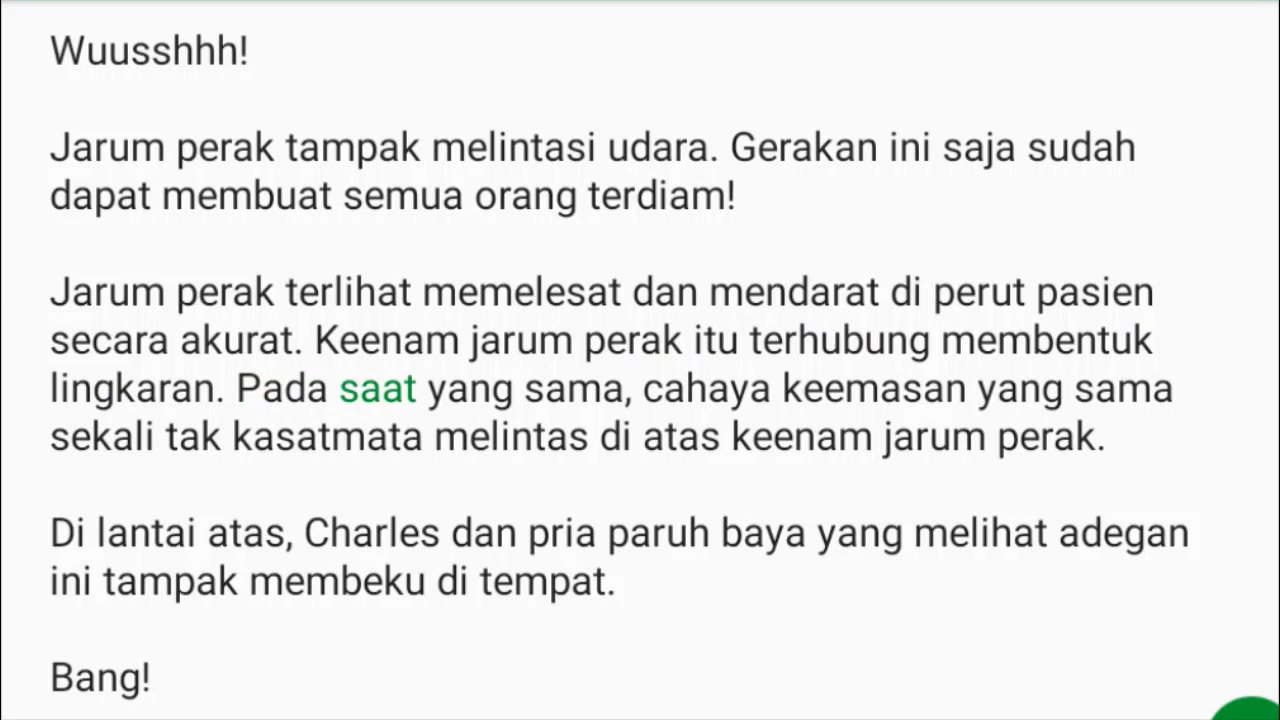 Wuusshhh!
Jarum perak tampak melintasi udara. Gerakan ini saja sudah
dapat membuat semua orang terdiam!
Jarum perak terlihat memelesat dan mendarat di perut pasien
secara akurat. Keenam jarum perak itu terhubung membentuk
lingkaran. Pada saat yang sama, cahaya keemasan yang sama
sekali tak kasatmata melintas di atas keenam jarum perak.
Di lantai atas, Charles dan pria paruh baya yang melihat adegan
ini tampak membeku di tempat.
Bang!